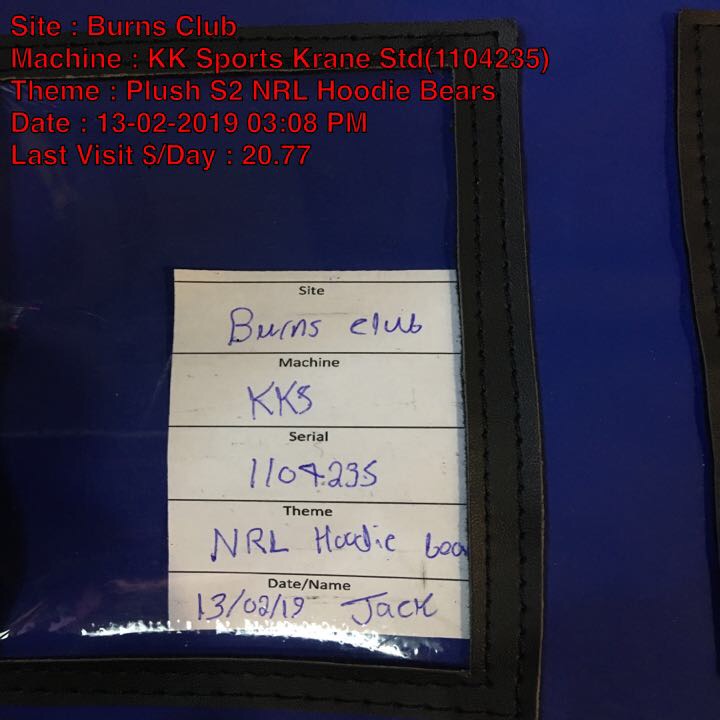 Site : Burns Club
Machine : KK Sports Krane Std(1104235)
Theme : Plush S2 NRL Hoodie Bears
Date : 13-02-2019 03:08 PM
Last Visit $/Day : 20.77
Site
Burns club
Machine
KKS
Serial
1104235
Theme
NRL Hoodie bea
Date/Name
13/02/19 Jack